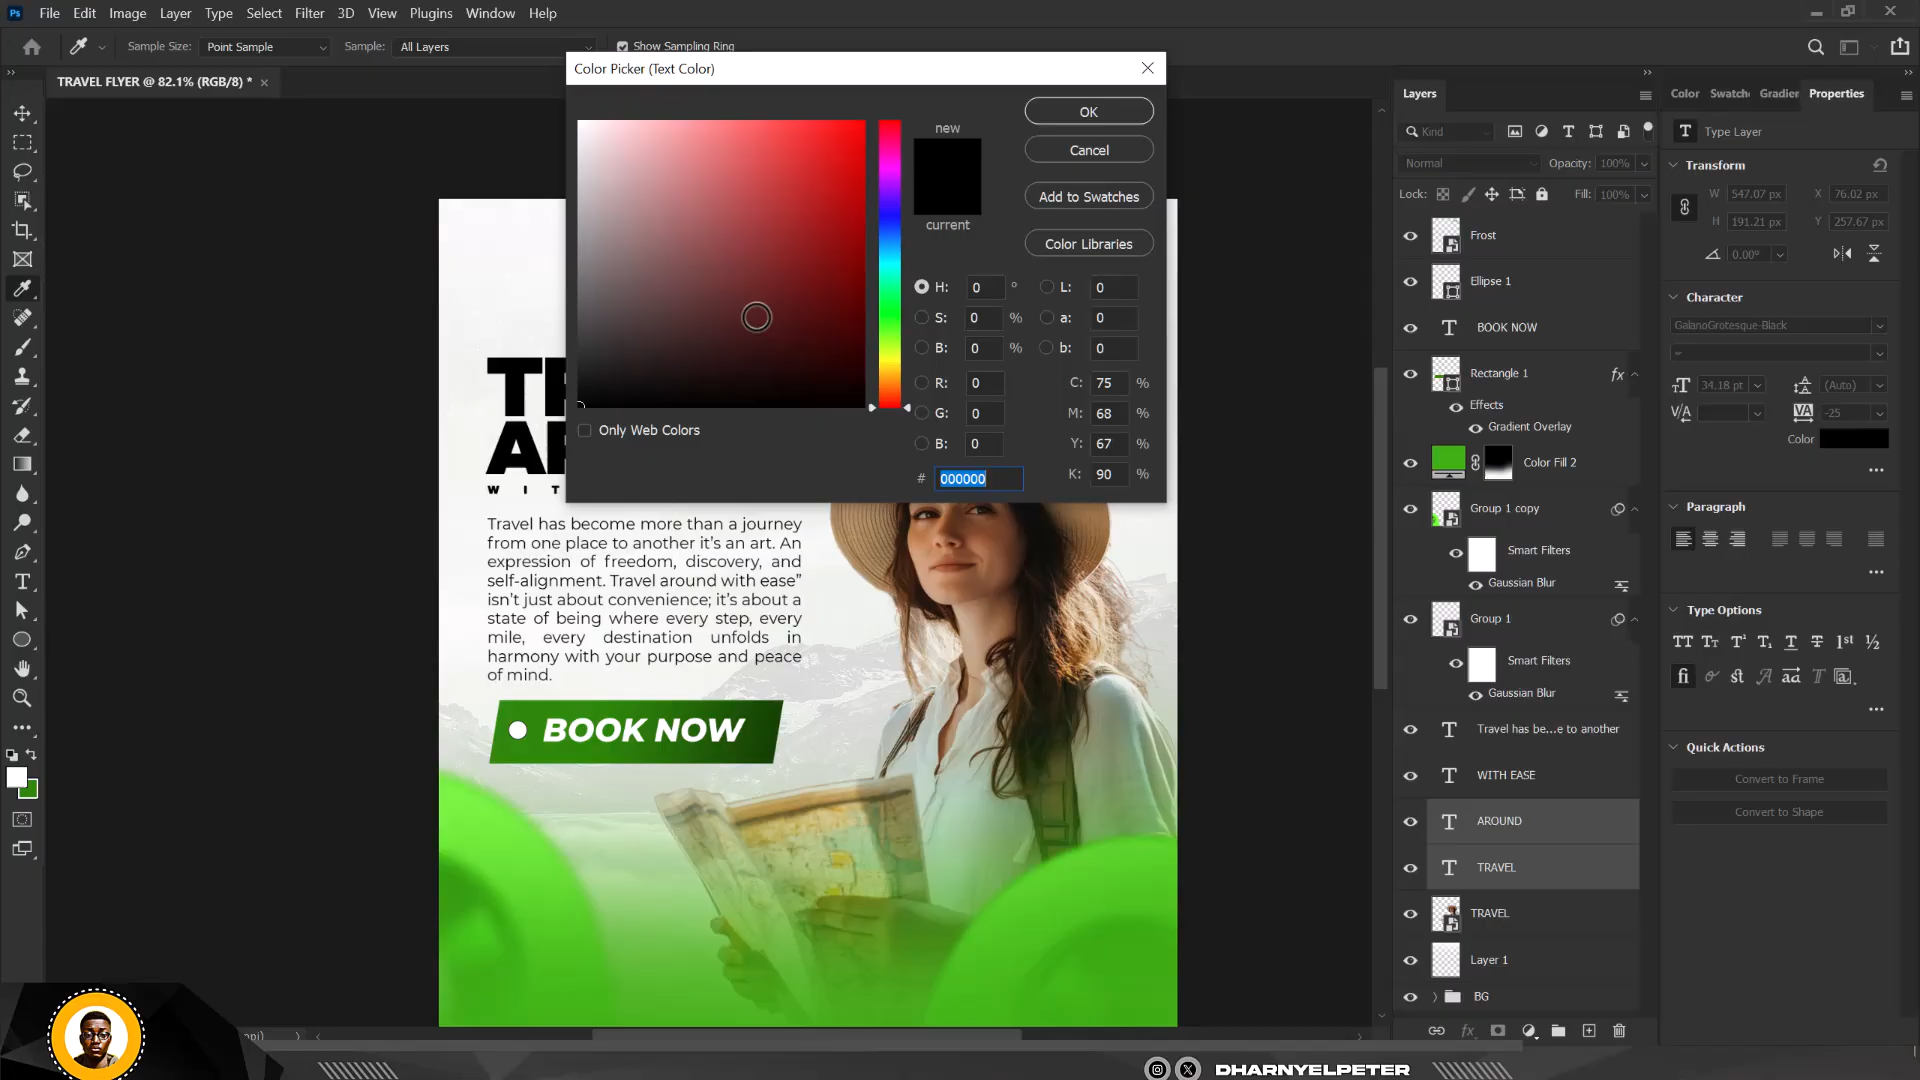 Ps File Edit Image Layer Type Select Filter 3D View Plugins Window Help
Sample Size: Point Sample Sample: All Layers Show Sampling Ring
TRAVEL FLYER @ 82.1% (RGB/8) *
Color Picker (Text Color)
new
current
OK
Cancel
Add to Swatches
Color Libraries
H: 0 °
S: 0 %
B: 0 %
R: 0
G: 0
B: 0
# 000000
L: 0
a: 0
b: 0
C: 75 %
M: 68 %
Y: 67 %
K: 90 %
Only Web Colors
Travel has become more than a journey
from one place to another it's an art. An
expression of freedom, discovery, and
self-alignment. Travel around with ease”
isn't just about convenience; it's about a
state of being where every step, every
mile, every destination unfolds in
harmony with your purpose and peace
of mind.
BOOK NOW
Layers
Kind
Normal Opacity: 100%
Lock: Fill: 100%
Frost
Ellipse 1
BOOK NOW
Rectangle 1 fx
Effects
Gradient Overlay
Color Fill 2
Group 1 copy
Smart Filters
Gaussian Blur
Group 1
Smart Filters
Gaussian Blur
Travel has be...e to another
WITH EASE
AROUND
TRAVEL
TRAVEL
Layer 1
BG
Color Swatch Gradier Properties
Type Layer
Transform
W 547.07 px X 76.02 px
H 191.21 px Y 257.67 px
0.00°
Character
GalanoGrotesque-Black
34.18 pt (Auto)
-25
Color
Paragraph
Type Options
Quick Actions
Convert to Frame
Convert to Shape
DHARNYELPETER